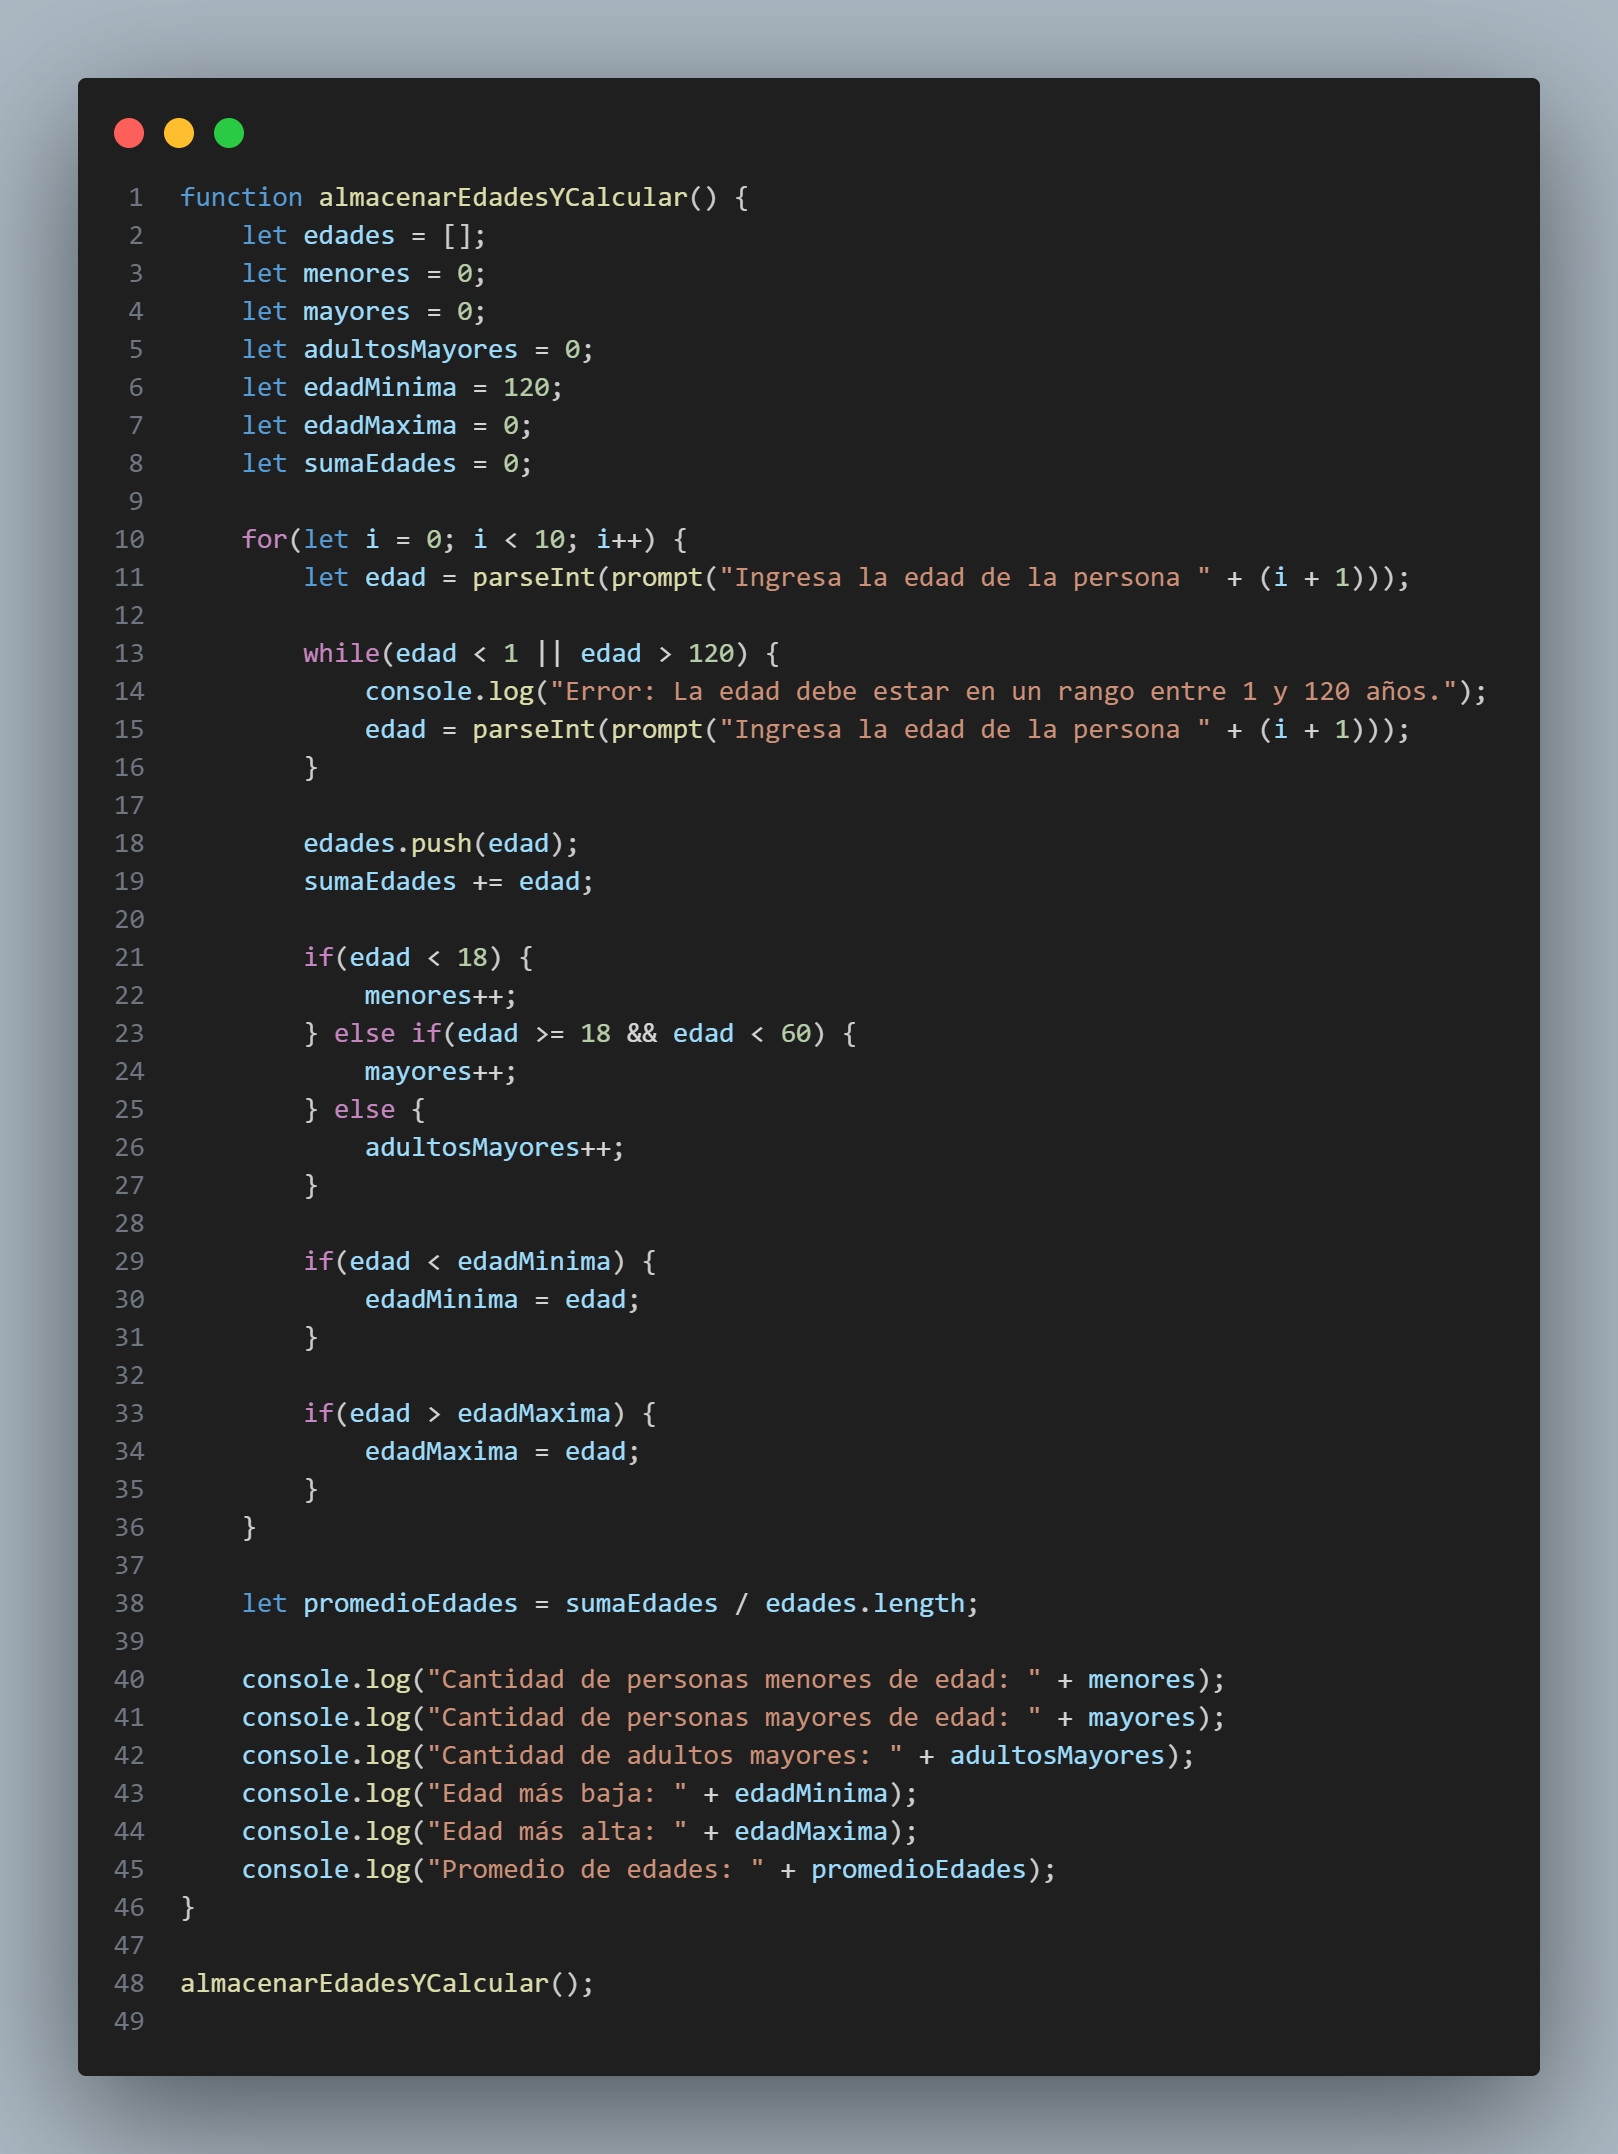 1 function almacenarEdadesYCalcular() {
2     let edades = [];
3     let menores = 0;
4     let mayores = 0;
5     let adultosMayores = 0;
6     let edadMinima = 120;
7     let edadMaxima = 0;
8     let sumaEdades = 0;
9
10     for(let i = 0; i < 10; i++) {
11         let edad = parseInt(prompt("Ingresa la edad de la persona " + (i + 1)));
12
13         while(edad < 1 || edad > 120) {
14             console.log("Error: La edad debe estar en un rango entre 1 y 120 años.");
15             edad = parseInt(prompt("Ingresa la edad de la persona " + (i + 1)));
16         }
17
18         edades.push(edad);
19         sumaEdades += edad;
20
21         if(edad < 18) {
22             menores++;
23         } else if(edad >= 18 && edad < 60) {
24             mayores++;
25         } else {
26             adultosMayores++;
27         }
28
29         if(edad < edadMinima) {
30             edadMinima = edad;
31         }
32
33         if(edad > edadMaxima) {
34             edadMaxima = edad;
35         }
36     }
37
38     let promedioEdades = sumaEdades / edades.length;
39
40     console.log("Cantidad de personas menores de edad: " + menores);
41     console.log("Cantidad de personas mayores de edad: " + mayores);
42     console.log("Cantidad de adultos mayores: " + adultosMayores);
43     console.log("Edad más baja: " + edadMinima);
44     console.log("Edad más alta: " + edadMaxima);
45     console.log("Promedio de edades: " + promedioEdades);
46 }
47
48 almacenarEdadesYCalcular();
49